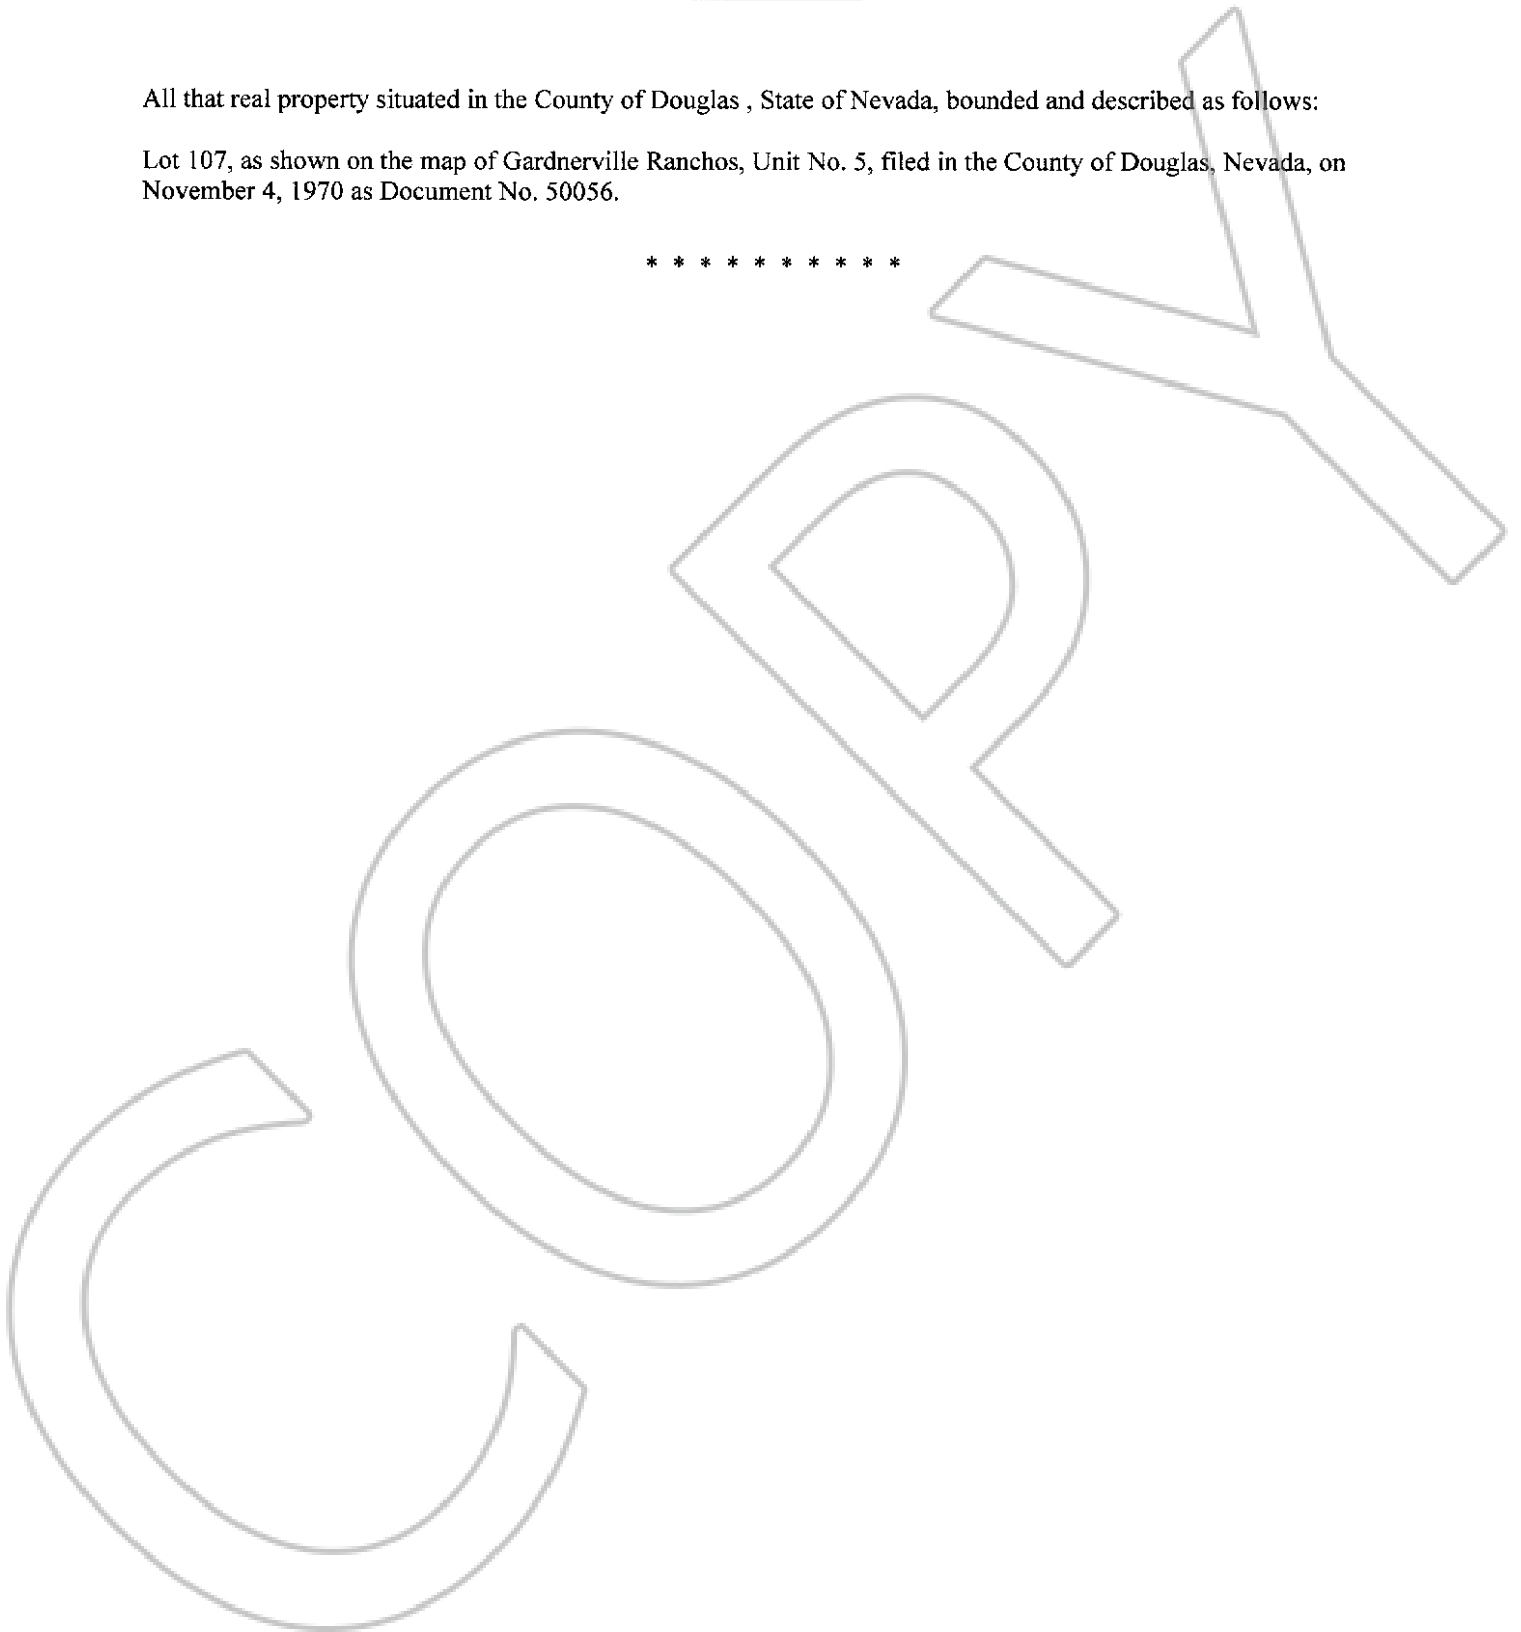 All that real property situated in the County of Douglas , State of Nevada, bounded and described as follows:
Lot 107, as shown on the map of Gardnerville Ranchos, Unit No. 5, filed in the County of Douglas, Nevada, on
November 4, 1970 as Document No. 50056.
* * * * * * * * * *
COPY